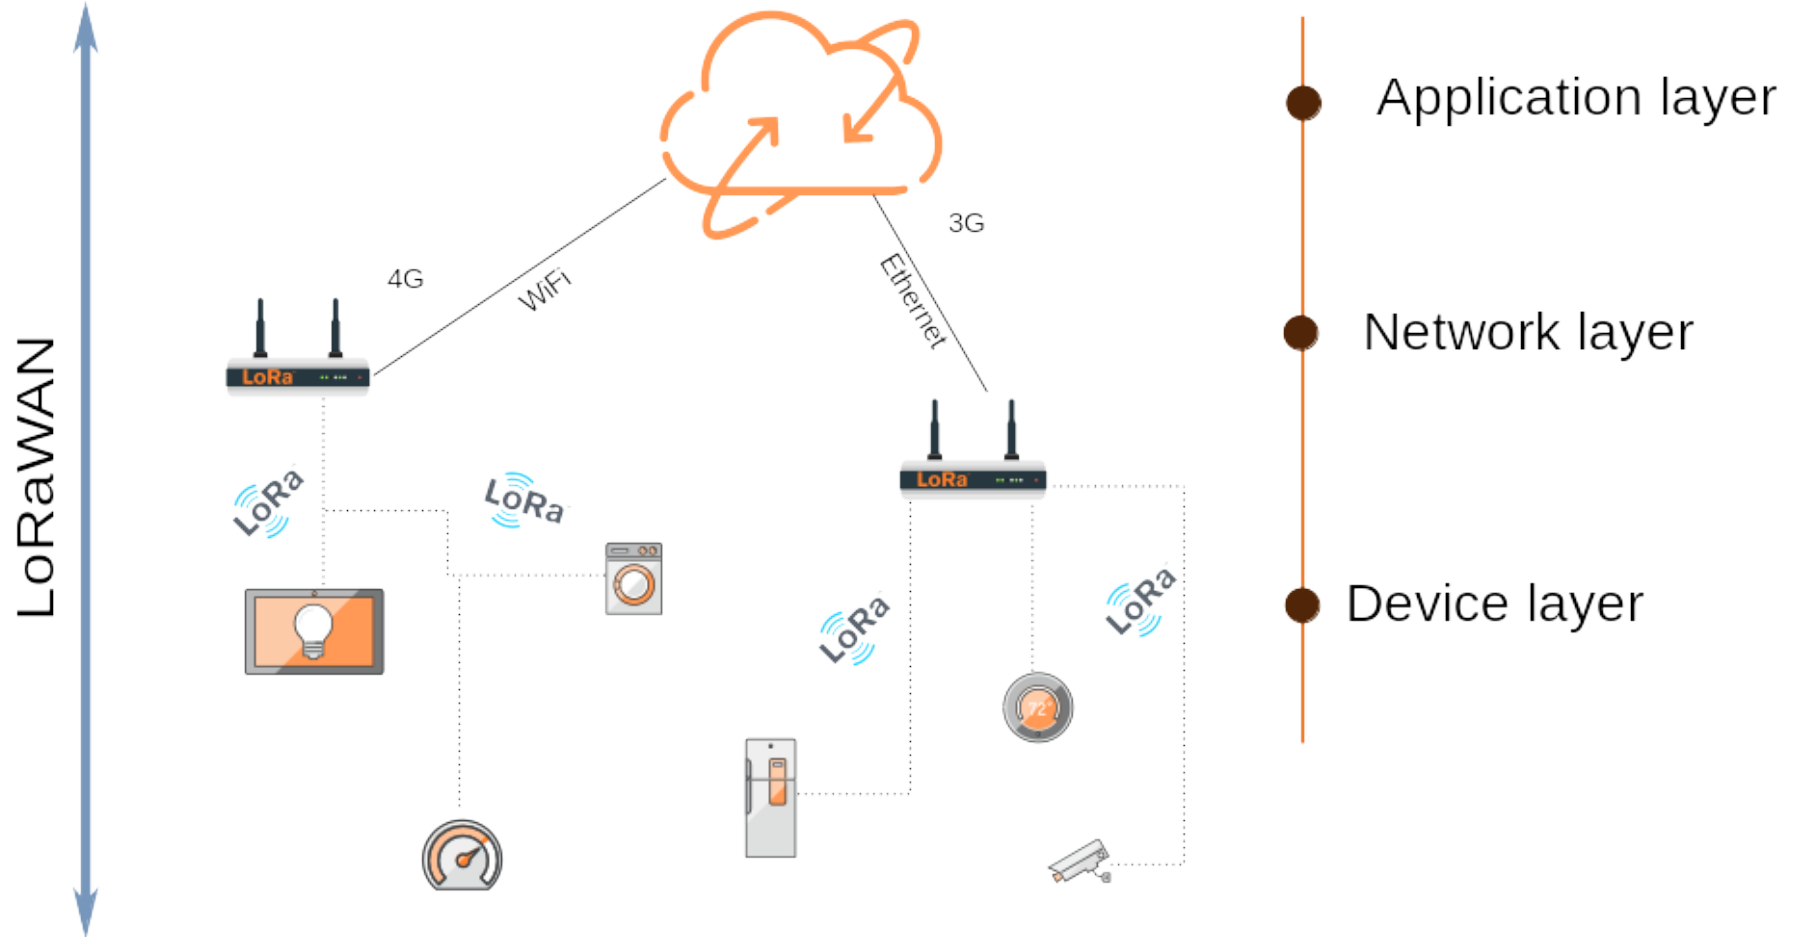 LoRaWAN
Application layer
3G
4G
WiFi
Ethernet
Network layer
LoRa
LoRa
LoRa
LoRa
LoRa
LoRa
Device layer
72°